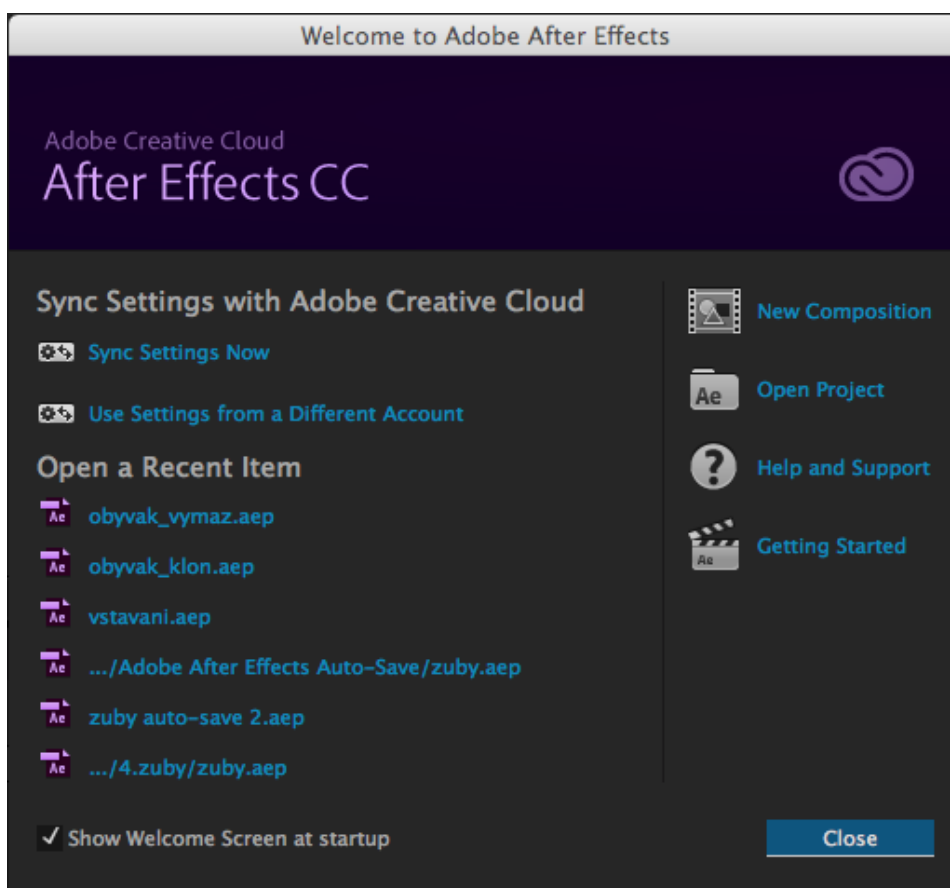 Welcome to Adobe After Effects
Adobe Creative Cloud
After Effects CC
Sync Settings with Adobe Creative Cloud
Sync Settings Now
Use Settings from a Different Account
Open a Recent Item
obyvak_vymaz.aep
obyvak_klon.aep
vstavani.aep
.../Adobe After Effects Auto-Save/zuby.aep
zuby auto-save 2.aep
.../4.zuby/zuby.aep
New Composition
Ae
Open Project
?
Help and Support
Ae
Getting Started
Show Welcome Screen at startup
Close